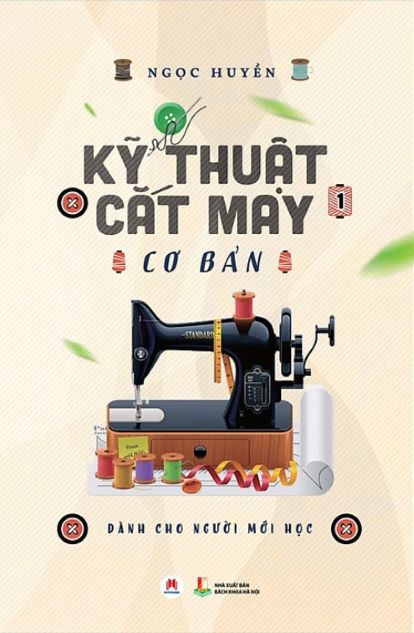 NGỌC HUYỀN
KỸ THUẬT
CẮT MAY
1
CƠ BẢN
STANDARD
DÀNH CHO NGƯỜI MỚI HỌC
NHÀ XUẤT BẢN
BÁCH KHOA HÀ NỘI